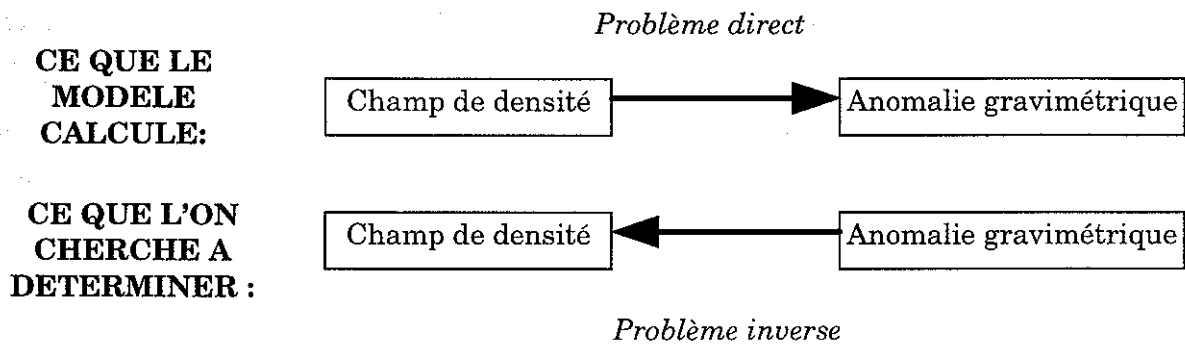 Problème direct
CE QUE LE
MODELE
CALCULE:
Champ de densité
Anomalie gravimétrique
CE QUE L'ON
CHERCHE A
DETERMINER :
Champ de densité
Anomalie gravimétrique
Problème inverse